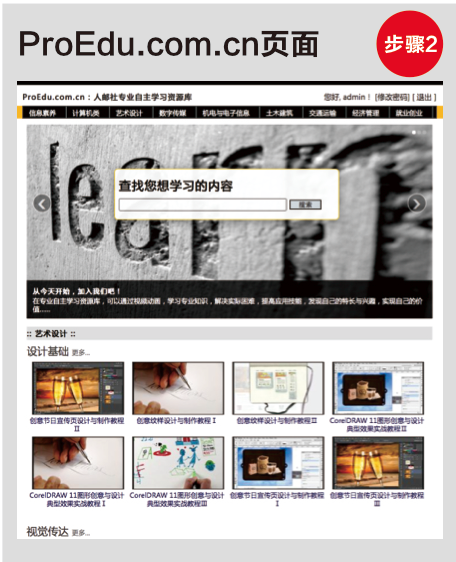 ProEdu.com.cn页面
步骤2
ProEdu.com.cn：人邮社专业自主学习资源库
您好, admin！ [修改密码] [ 退出 ]
信息素养 计算机类 艺术设计 数字传媒 机电与电子信息 土木建筑 交通运输 经济管理 就业创业
learn
查找您想学习的内容
搜索
从今天开始，加入我们吧！
在专业自主学习资源库，可以通过视频动画，学习专业知识，解决实际困难，提高应用技能，发现自己的特长与兴趣，实现自己的价
值……
:: 艺术设计 ::
设计基础 更多...
创意节日宣传页设计与制作教程
II
创意纹样设计与制作教程 I
创意纹样设计与制作教程II
CorelDRAW 11图形创意与设计
典型效果实战教程II
CorelDRAW 11图形创意与设计
典型效果实战教程 I
CorelDRAW 11图形创意与设计
典型效果实战教程III
创意节日宣传页设计与制作教程
I
创意节日宣传页设计与制作教程
III
视觉传达 更多...